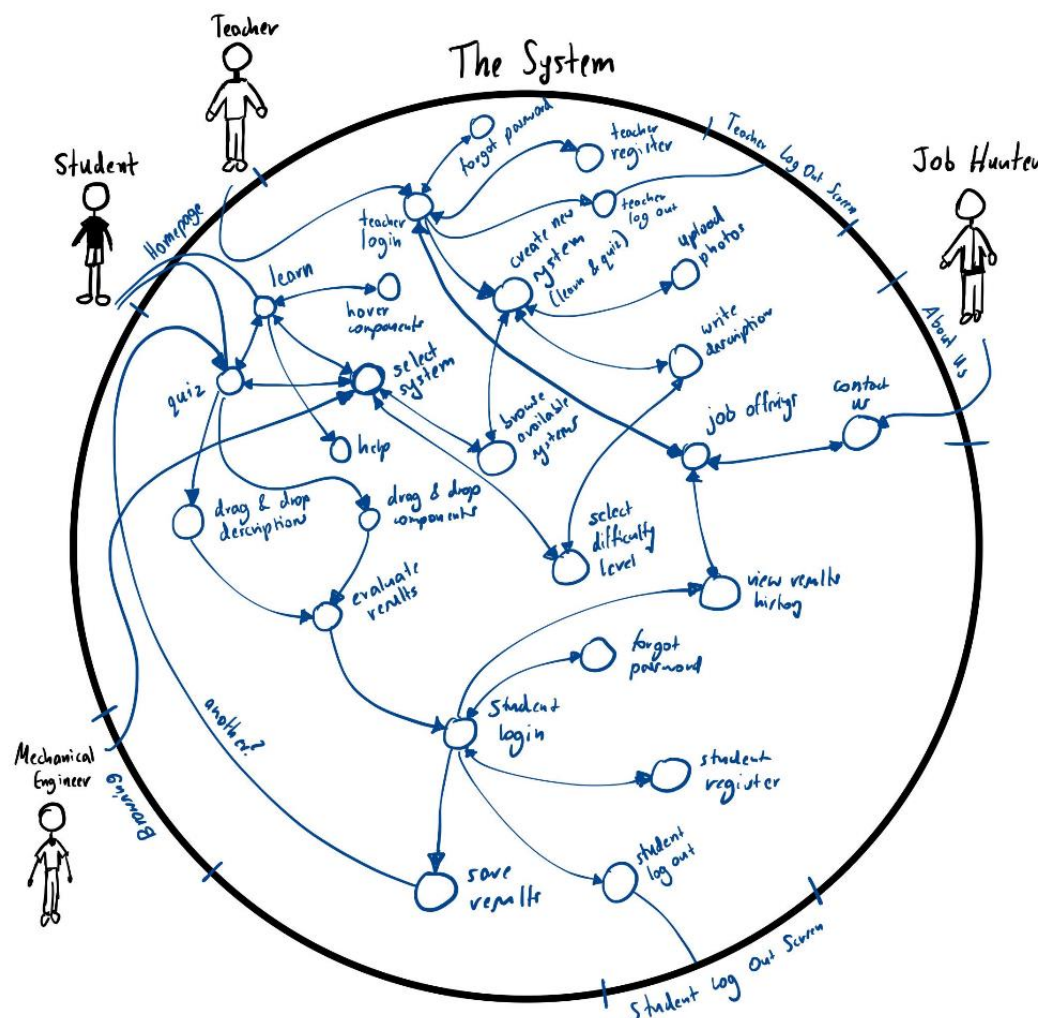 The System
Teacher
Student
Job Hunter
Mechanical
Engineer
Homepage
Teacher Log Out Screen
About Us
Browsing
Student Log Out Screen
forgot password
teacher
register
teacher
login
teacher
log out
create new
system
(learn & quiz)
upload
photos
learn
hover
components
write
description
select
system
quiz
browse
available
systems
job offerings
contact
us
help
drag & drop
description
drag & drop
components
select
difficulty
level
evaluate
results
view results
history
forgot
password
student
login
another?
student
register
save
results
student
log out